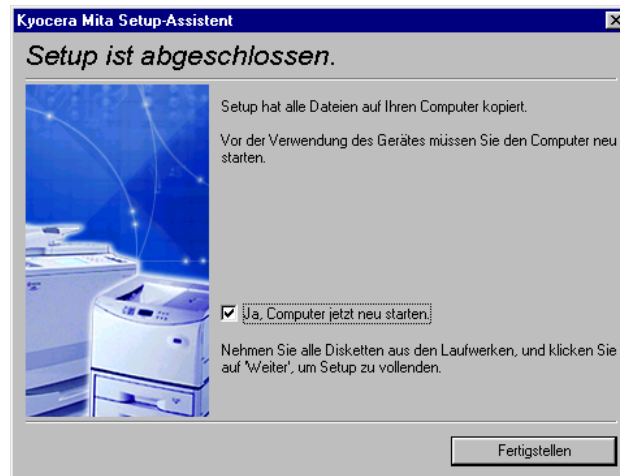 Kyocera Mita Setup-Assistent
Setup ist abgeschlossen.
Setup hat alle Dateien auf Ihren Computer kopiert.
Vor der Verwendung des Gerätes müssen Sie den Computer neu
starten.
Ja, Computer jetzt neu starten.
Nehmen Sie alle Disketten aus den Laufwerken, und klicken Sie
auf 'Weiter', um Setup zu vollenden.
Fertigstellen